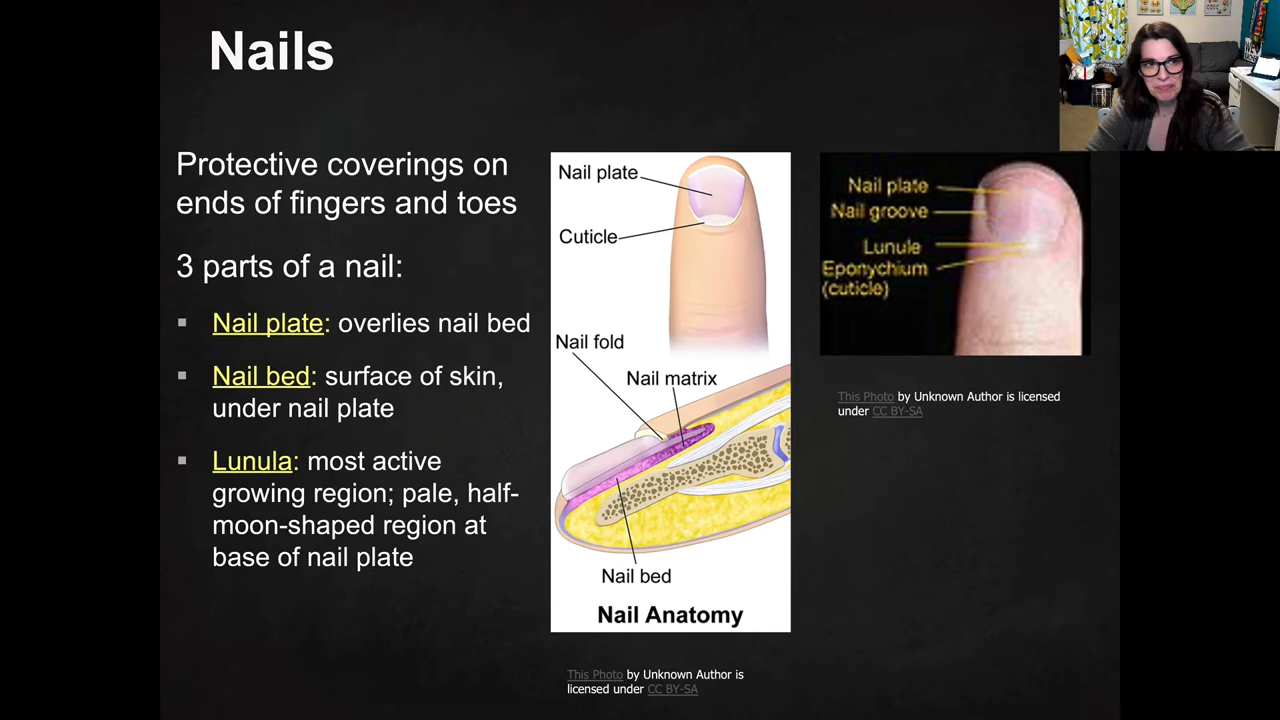 Nails
Protective coverings on
ends of fingers and toes
3 parts of a nail:
▪ Nail plate: overlies nail bed
▪ Nail bed: surface of skin,
under nail plate
▪ Lunula: most active
growing region; pale, half-
moon-shaped region at
base of nail plate
Nail plate
Cuticle
Nail fold
Nail matrix
Nail bed
Nail Anatomy
This Photo by Unknown Author is
licensed under CC BY-SA
Nail plate
Nail groove
Lunule
Eponychium
(cuticle)
This Photo by Unknown Author is licensed
under CC BY-SA